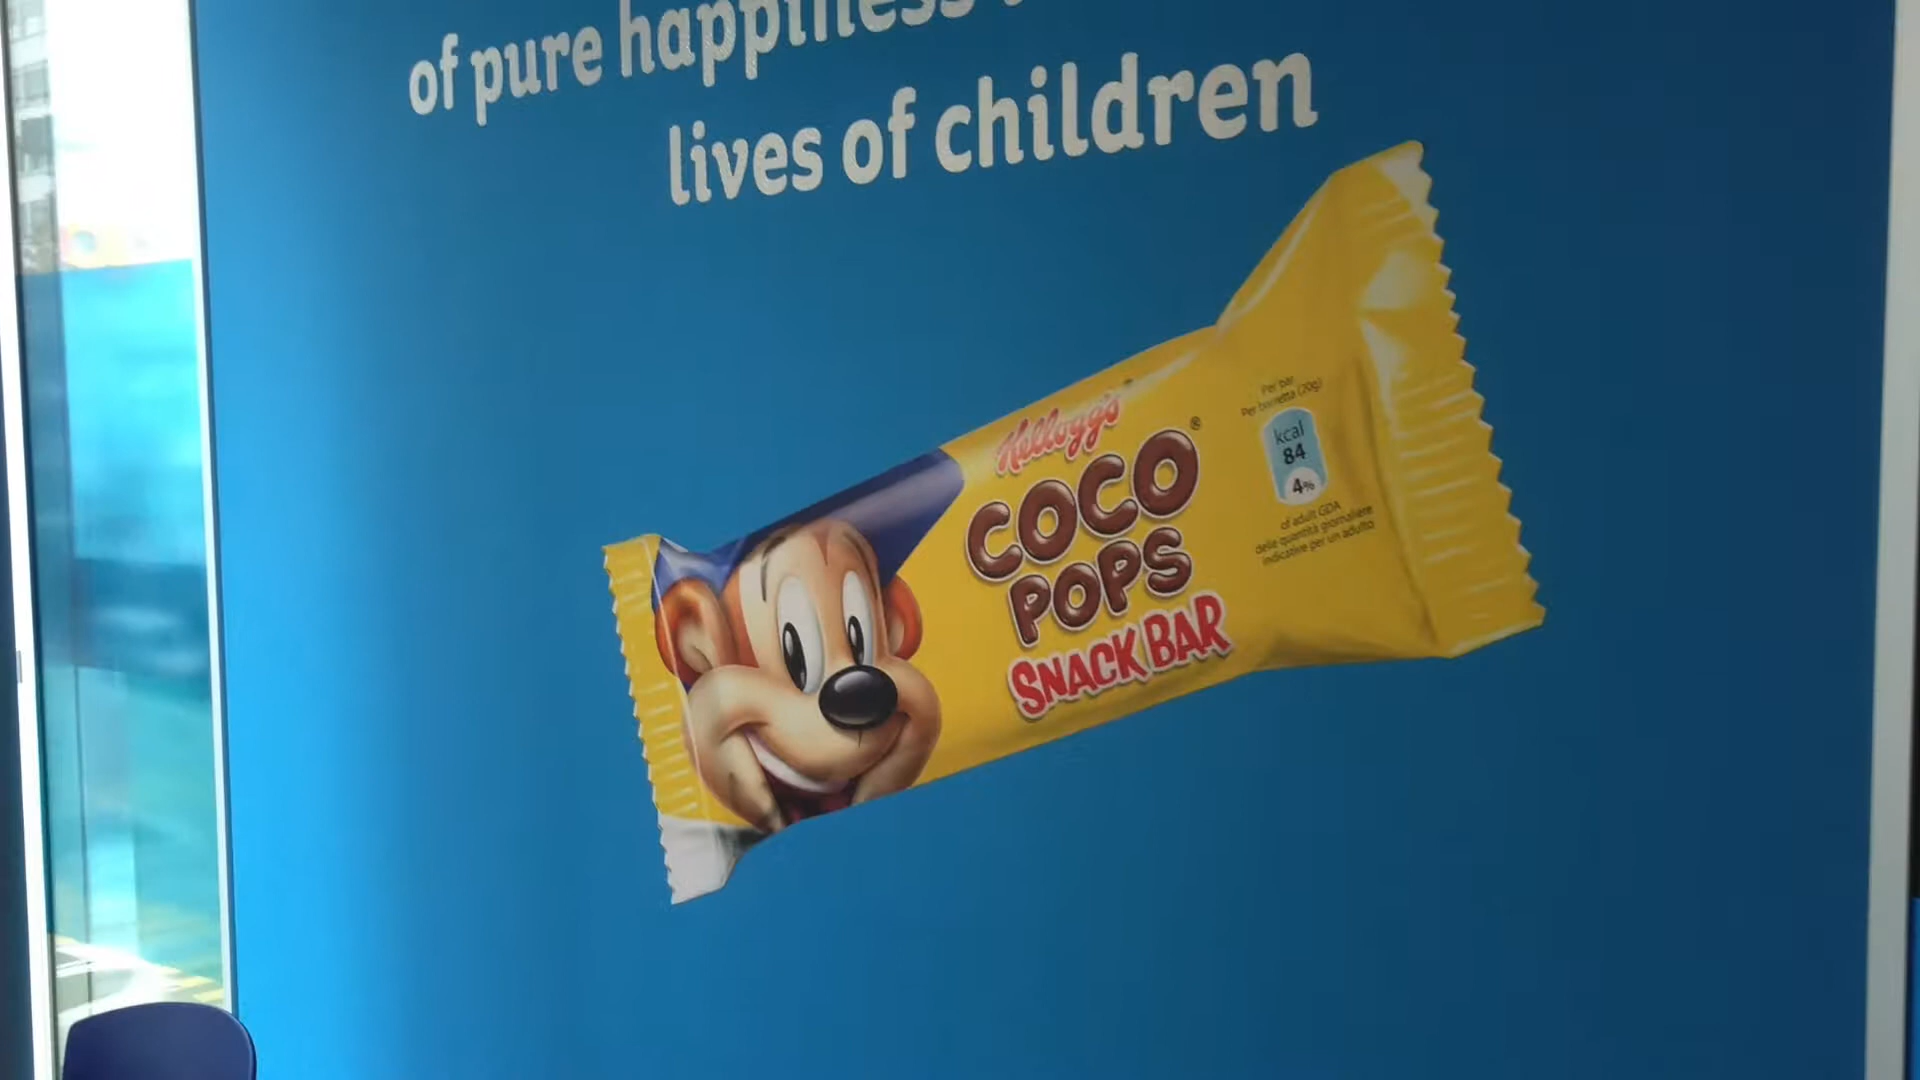 of pure happiness
lives of children
Kellogg's
COCO
POPS
SNACK BAR
Per bar
Per barretta (20g)
kcal
84
4%
of adult GDA
delle quantità giornaliere
indicative per un adulto